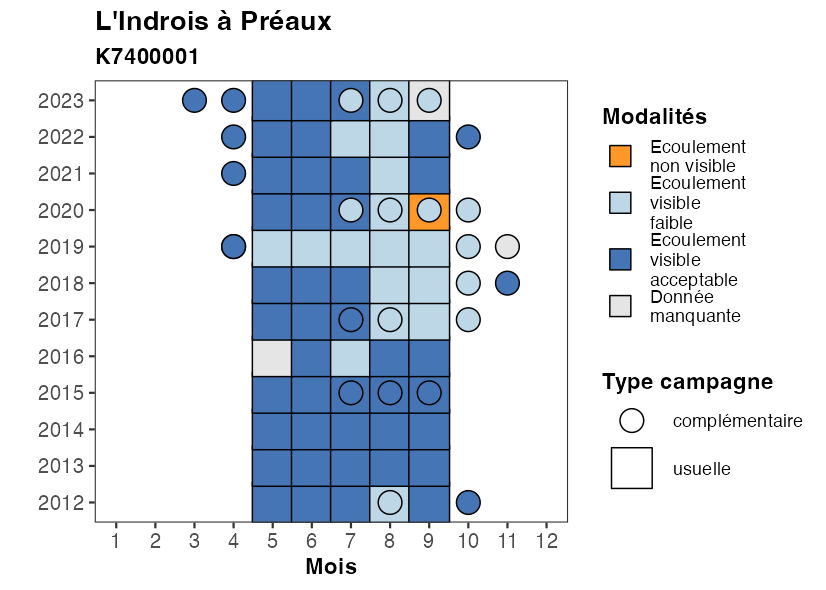 L'Indrois à Préaux
K7400001
2023
2022
2021
2020
2019
2018
2017
2016
2015
2014
2013
2012
1 2 3 4 5 6 7 8 9 10 11 12
Mois
Modalités
Ecoulement
non visible
Ecoulement
visible
faible
Ecoulement
visible
acceptable
Donnée
manquante
Type campagne
complémentaire
usuelle